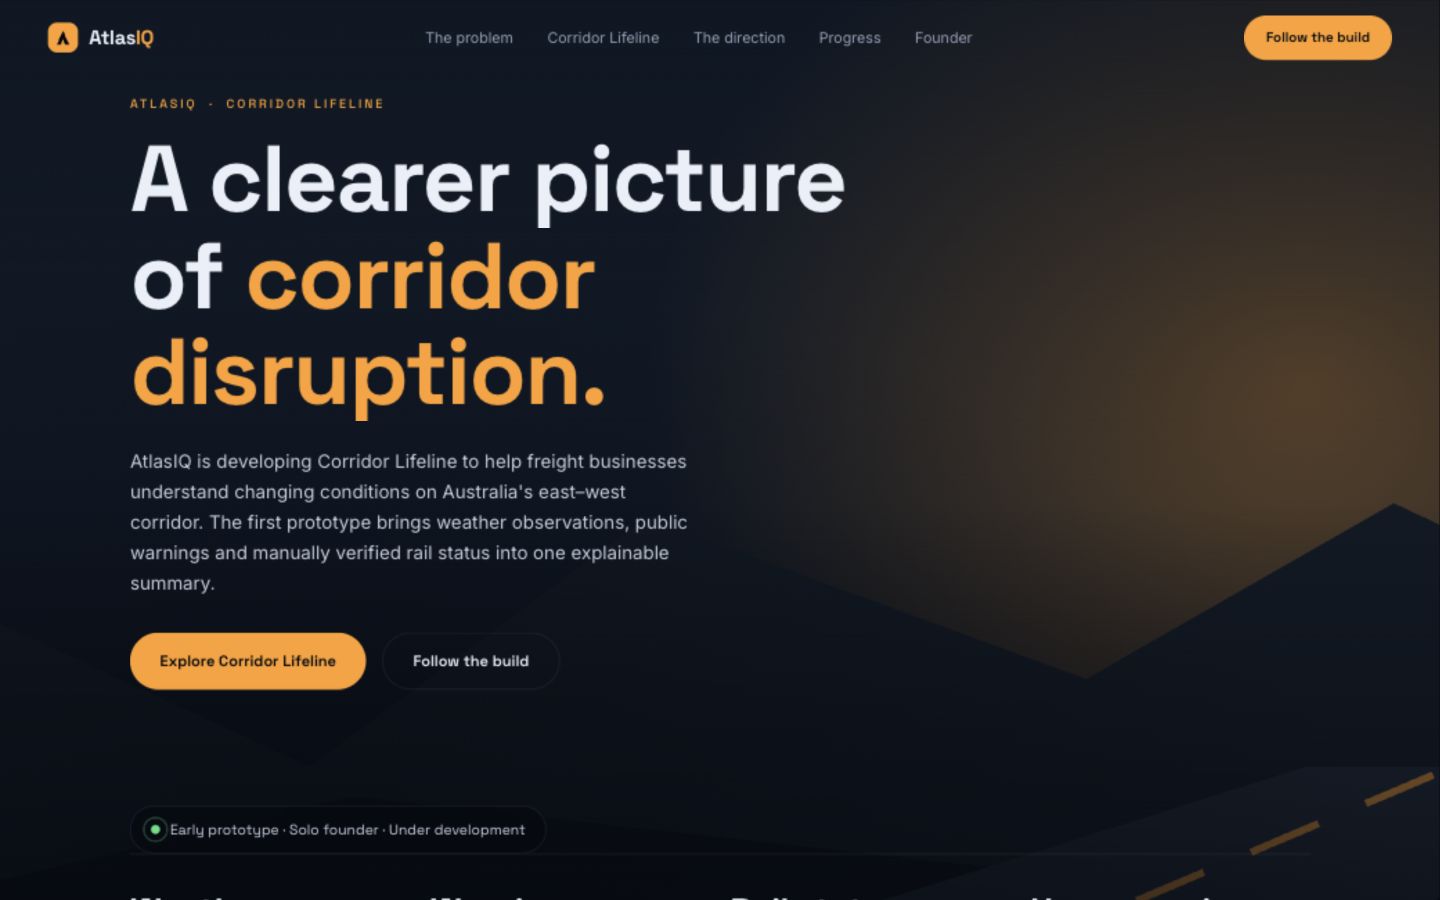 AtlasIQ
The problem
Corridor Lifeline
The direction
Progress
Founder
Follow the build
ATLASIQ · CORRIDOR LIFELINE
A clearer picture
of corridor
disruption.
AtlasIQ is developing Corridor Lifeline to help freight businesses
understand changing conditions on Australia's east–west
corridor. The first prototype brings weather observations, public
warnings and manually verified rail status into one explainable
summary.
Explore Corridor Lifeline
Follow the build
Early prototype · Solo founder · Under development